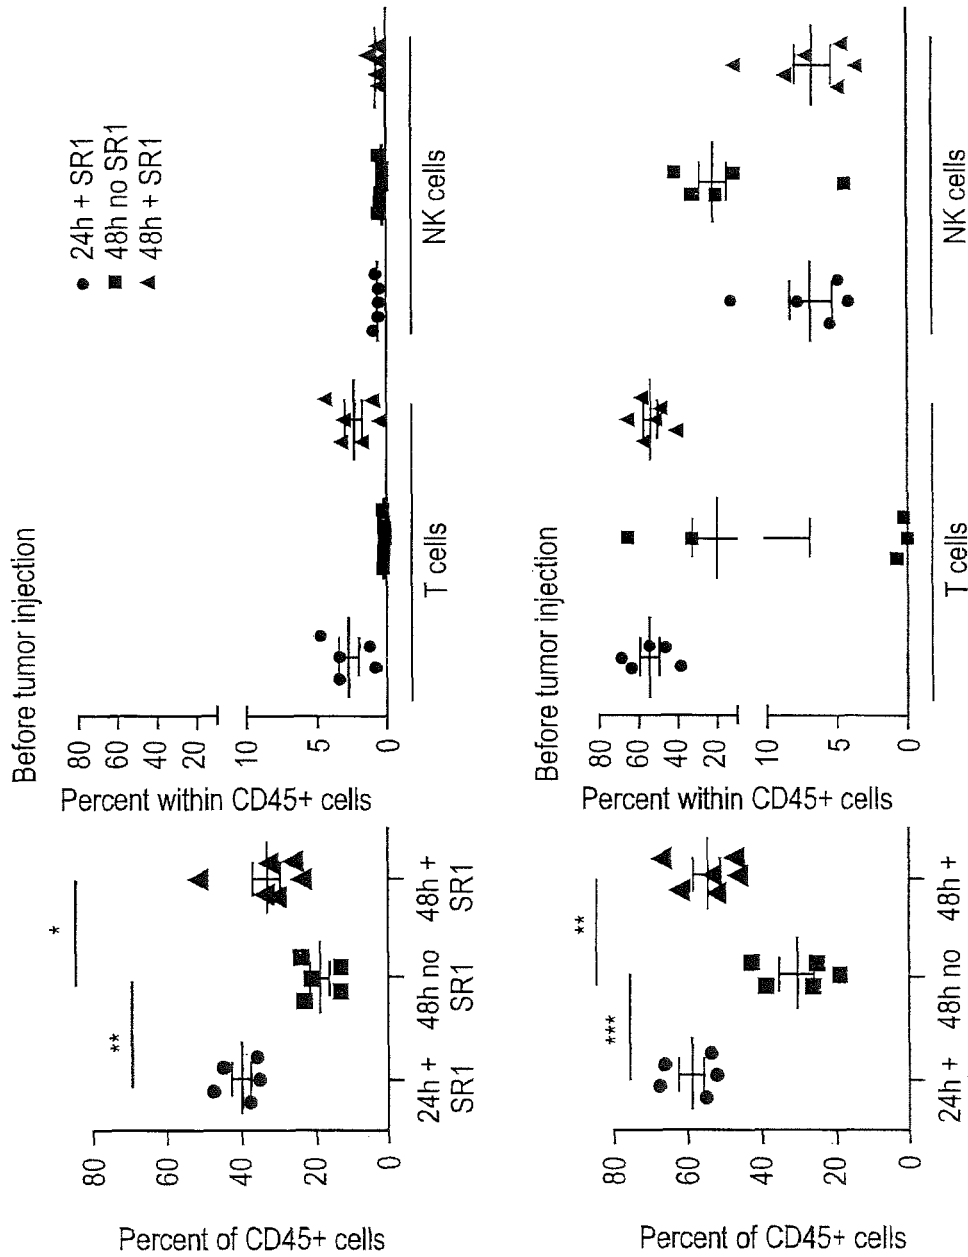 Percent of CD45+ cells
80
60
40
20
0
**
*
24h +
SR1
48h no
SR1
48h +
SR1
Before tumor injection
Percent within CD45+ cells
80
60
40
20
10
5
0
T cells
NK cells
24h + SR1
48h no SR1
48h + SR1
Percent of CD45+ cells
80
60
40
20
0
***
**
24h +
48h no
48h +
Before tumor injection
Percent within CD45+ cells
80
60
40
20
10
5
0
T cells
NK cells